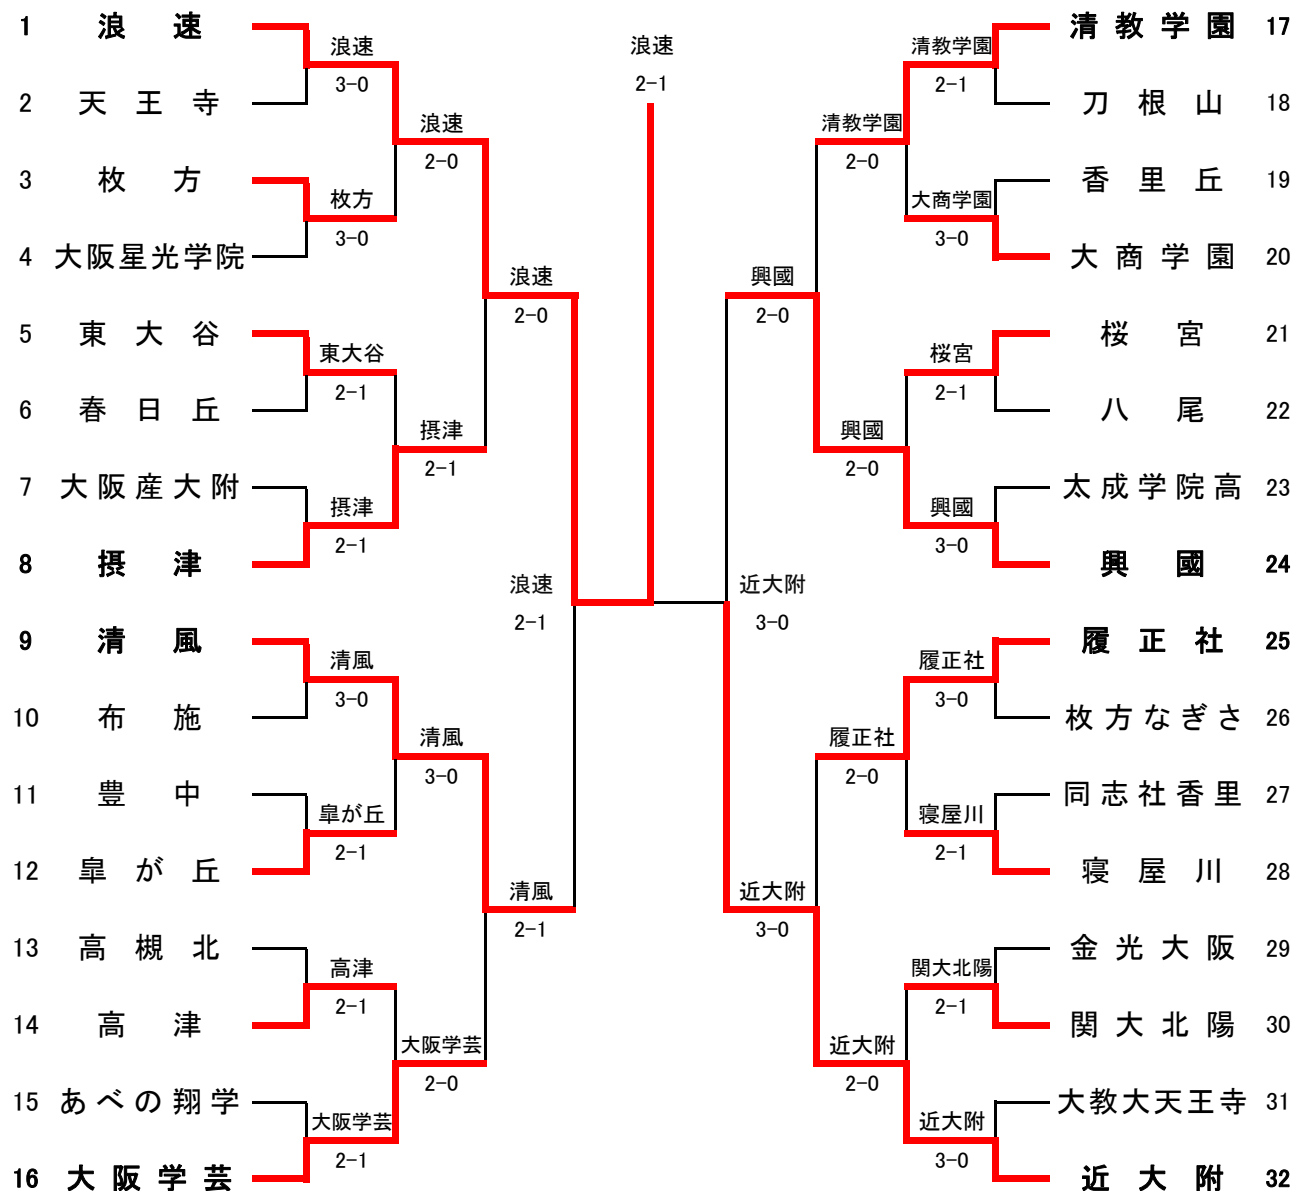 1 浪速
浪速
3-0
2 天王寺
浪速
2-0
3 枚方
枚方
3-0
4 大阪星光学院
浪速
2-0
5 東大谷
東大谷
2-1
6 春日丘
摂津
2-1
7 大阪産大附
摂津
2-1
8 摂津
浪速
2-1
9 清風
清風
3-0
10 布施
清風
3-0
11 豊中
皐が丘
2-1
12 皐が丘
清風
2-1
13 高槻北
高津
2-1
14 高津
大阪学芸
2-0
15 あべの翔学
大阪学芸
2-1
16 大阪学芸
浪速
2-1
清教学園 17
清教学園
2-1
刀根山 18
清教学園
2-0
香里丘 19
大商学園
3-0
大商学園 20
興國
2-0
桜宮 21
桜宮
2-1
八尾 22
興國
2-0
太成学院高 23
興國
3-0
興國 24
近大附
3-0
履正社 25
履正社
3-0
枚方なぎさ 26
履正社
2-0
同志社香里 27
寝屋川
2-1
寝屋川 28
近大附
3-0
金光大阪 29
関大北陽
2-1
関大北陽 30
近大附
2-0
大教大天王寺 31
近大附
3-0
近大附 32